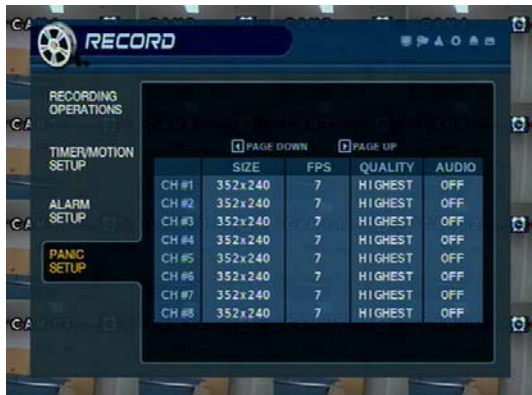 RECORD
RECORDING
OPERATIONS
TIMER/MOTION
SETUP
ALARM
SETUP
PANIC
SETUP
PAGE DOWN PAGE UP
SIZE FPS QUALITY AUDIO
CH #1 352x240 7 HIGHEST OFF
CH #2 352x240 7 HIGHEST OFF
CH #3 352x240 7 HIGHEST OFF
CH #4 352x240 7 HIGHEST OFF
CH #5 352x240 7 HIGHEST OFF
CH #6 352x240 7 HIGHEST OFF
CH #7 352x240 7 HIGHEST OFF
CH #8 352x240 7 HIGHEST OFF